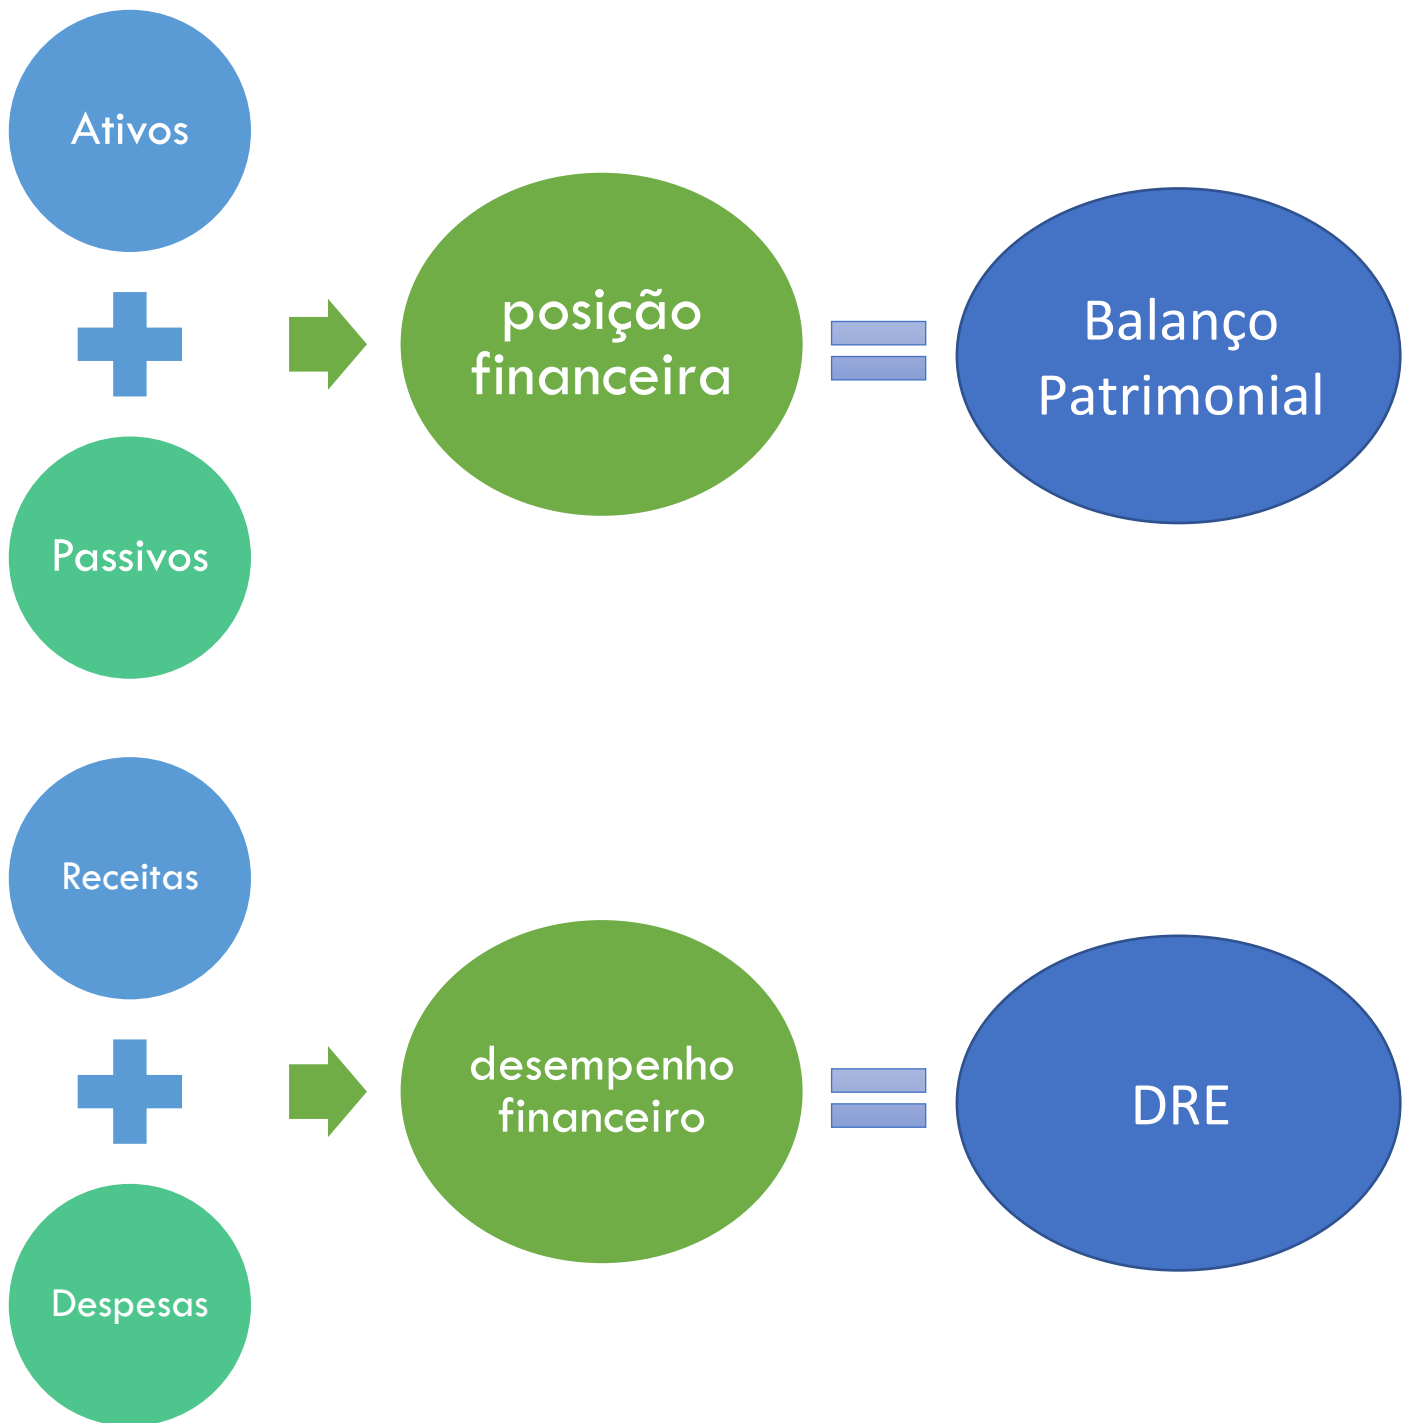 Ativos
posição
financeira
Balanço
Patrimonial
Passivos
Receitas
desempenho
financeiro
DRE
Despesas